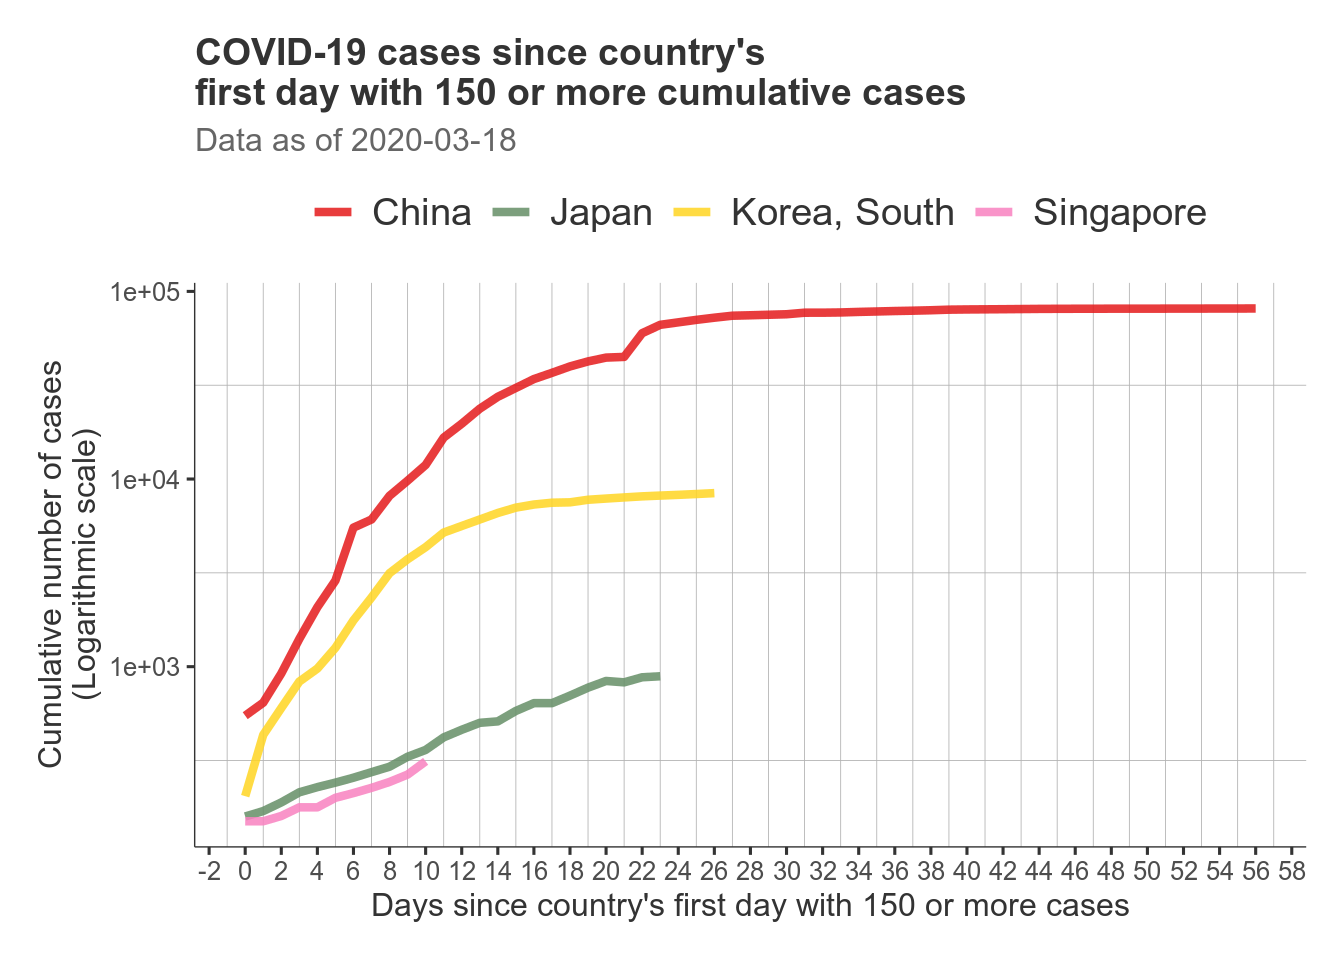 COVID-19 cases since country's
first day with 150 or more cumulative cases
Data as of 2020-03-18
China Japan Korea, South Singapore
Cumulative number of cases
(Logarithmic scale)
1e+05
1e+04
1e+03
-2 0 2 4 6 8 10 12 14 16 18 20 22 24 26 28 30 32 34 36 38 40 42 44 46 48 50 52 54 56 58
Days since country's first day with 150 or more cases